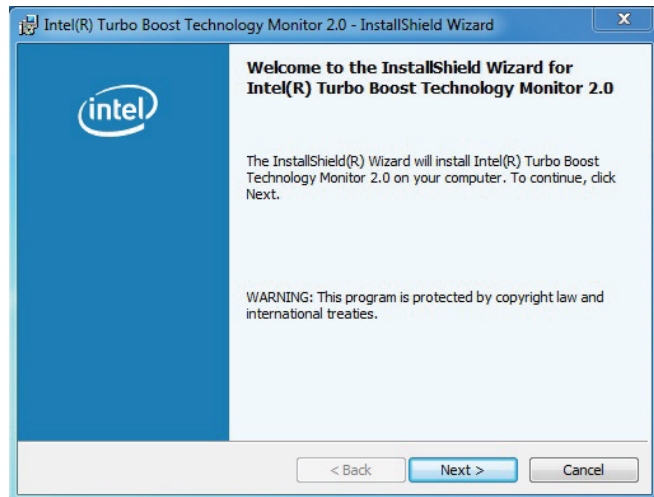 Intel(R) Turbo Boost Technology Monitor 2.0 - InstallShield Wizard
X
intel
Welcome to the InstallShield Wizard for
Intel(R) Turbo Boost Technology Monitor 2.0
The InstallShield(R) Wizard will install Intel(R) Turbo Boost
Technology Monitor 2.0 on your computer. To continue, click
Next.
WARNING: This program is protected by copyright law and
international treaties.
< Back Next > Cancel